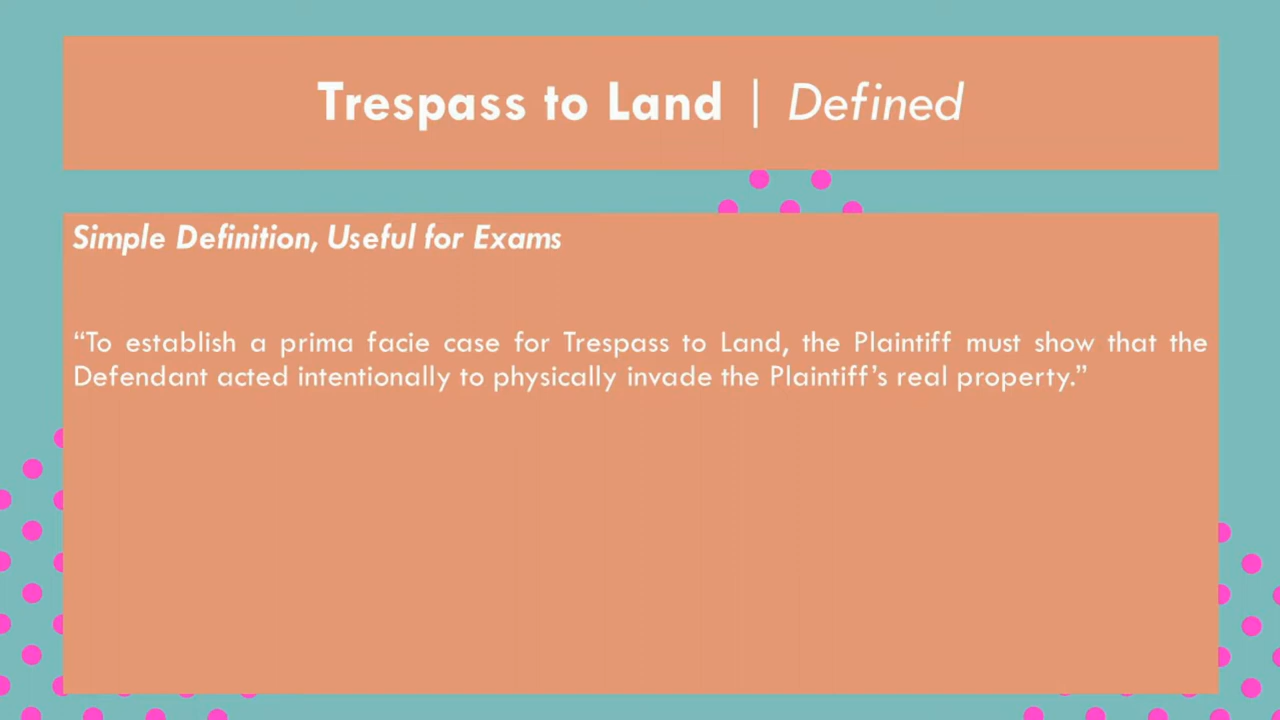 Trespass to Land | Defined
Simple Definition, Useful for Exams
“To establish a prima facie case for Trespass to Land, the Plaintiff must show that the
Defendant acted intentionally to physically invade the Plaintiff’s real property.”